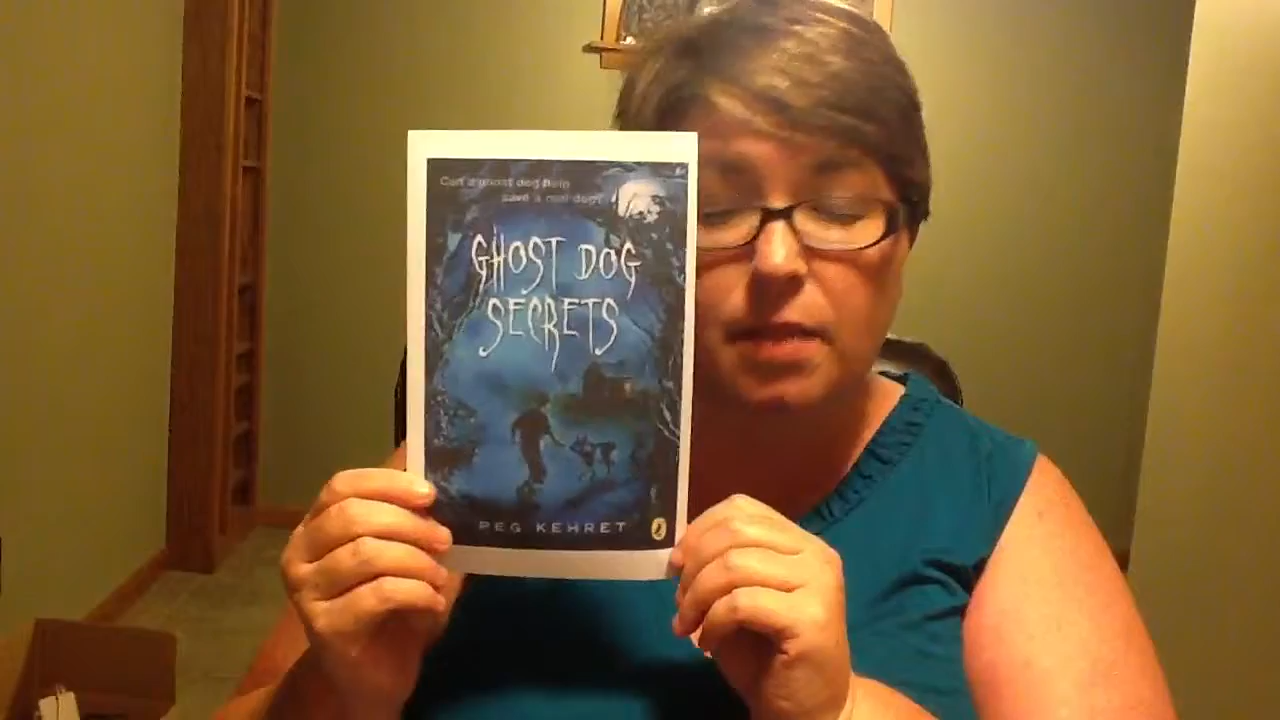 Can a ghost dog help
save a real dog?
GHOST DOG
SECRETS
PEG KEHRET